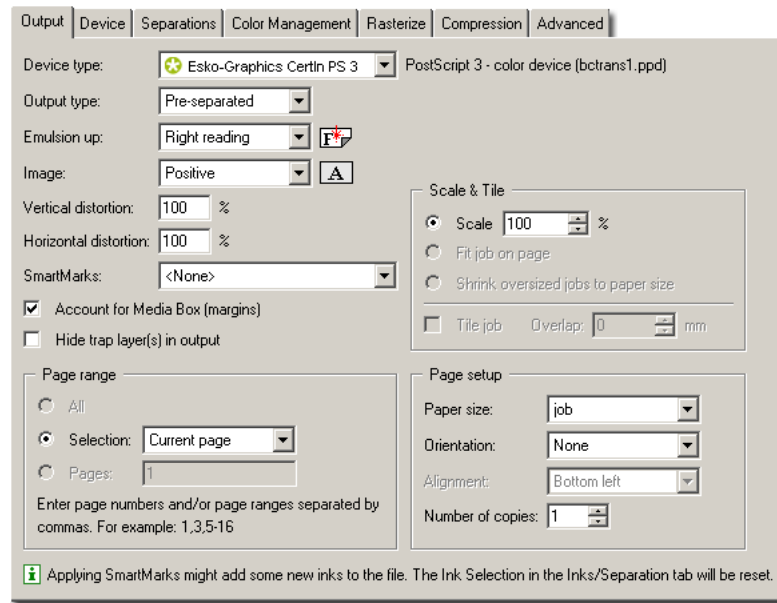 Output Device Separations Color Management Rasterize Compression Advanced
Device type: Esko-Graphics CertIn PS 3 PostScript 3 - color device (bctrans1.ppd)
Output type: Pre-separated
Emulsion up: Right reading F
Image: Positive A
Vertical distortion: 100 %
Horizontal distortion: 100 %
SmartMarks: <None>
Account for Media Box (margins)
Hide trap layer(s) in output
Scale & Tile
Scale 100 %
Fit job on page
Shrink oversized jobs to paper size
Tile job Overlap: 0 mm
Page range
All
Selection: Current page
Pages: 1
Enter page numbers and/or page ranges separated by
commas. For example: 1,3,5-16
Page setup
Paper size: job
Orientation: None
Alignment: Bottom left
Number of copies: 1
i Applying SmartMarks might add some new inks to the file. The Ink Selection in the Inks/Separation tab will be reset.